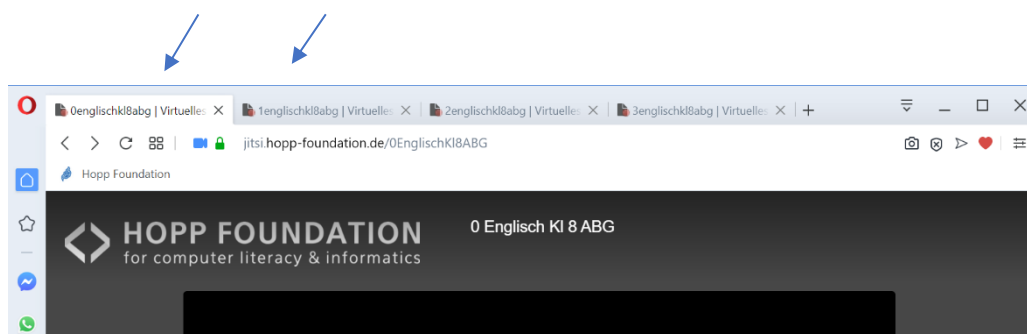 0englischkl8abg | Virtuelles
1englischkl8abg | Virtuelles
2englischkl8abg | Virtuelles
3englischkl8abg | Virtuelles
jitsi.hopp-foundation.de/0EnglischKl8ABG
Hopp Foundation
HOPP FOUNDATION
for computer literacy & informatics
0 Englisch Kl 8 ABG